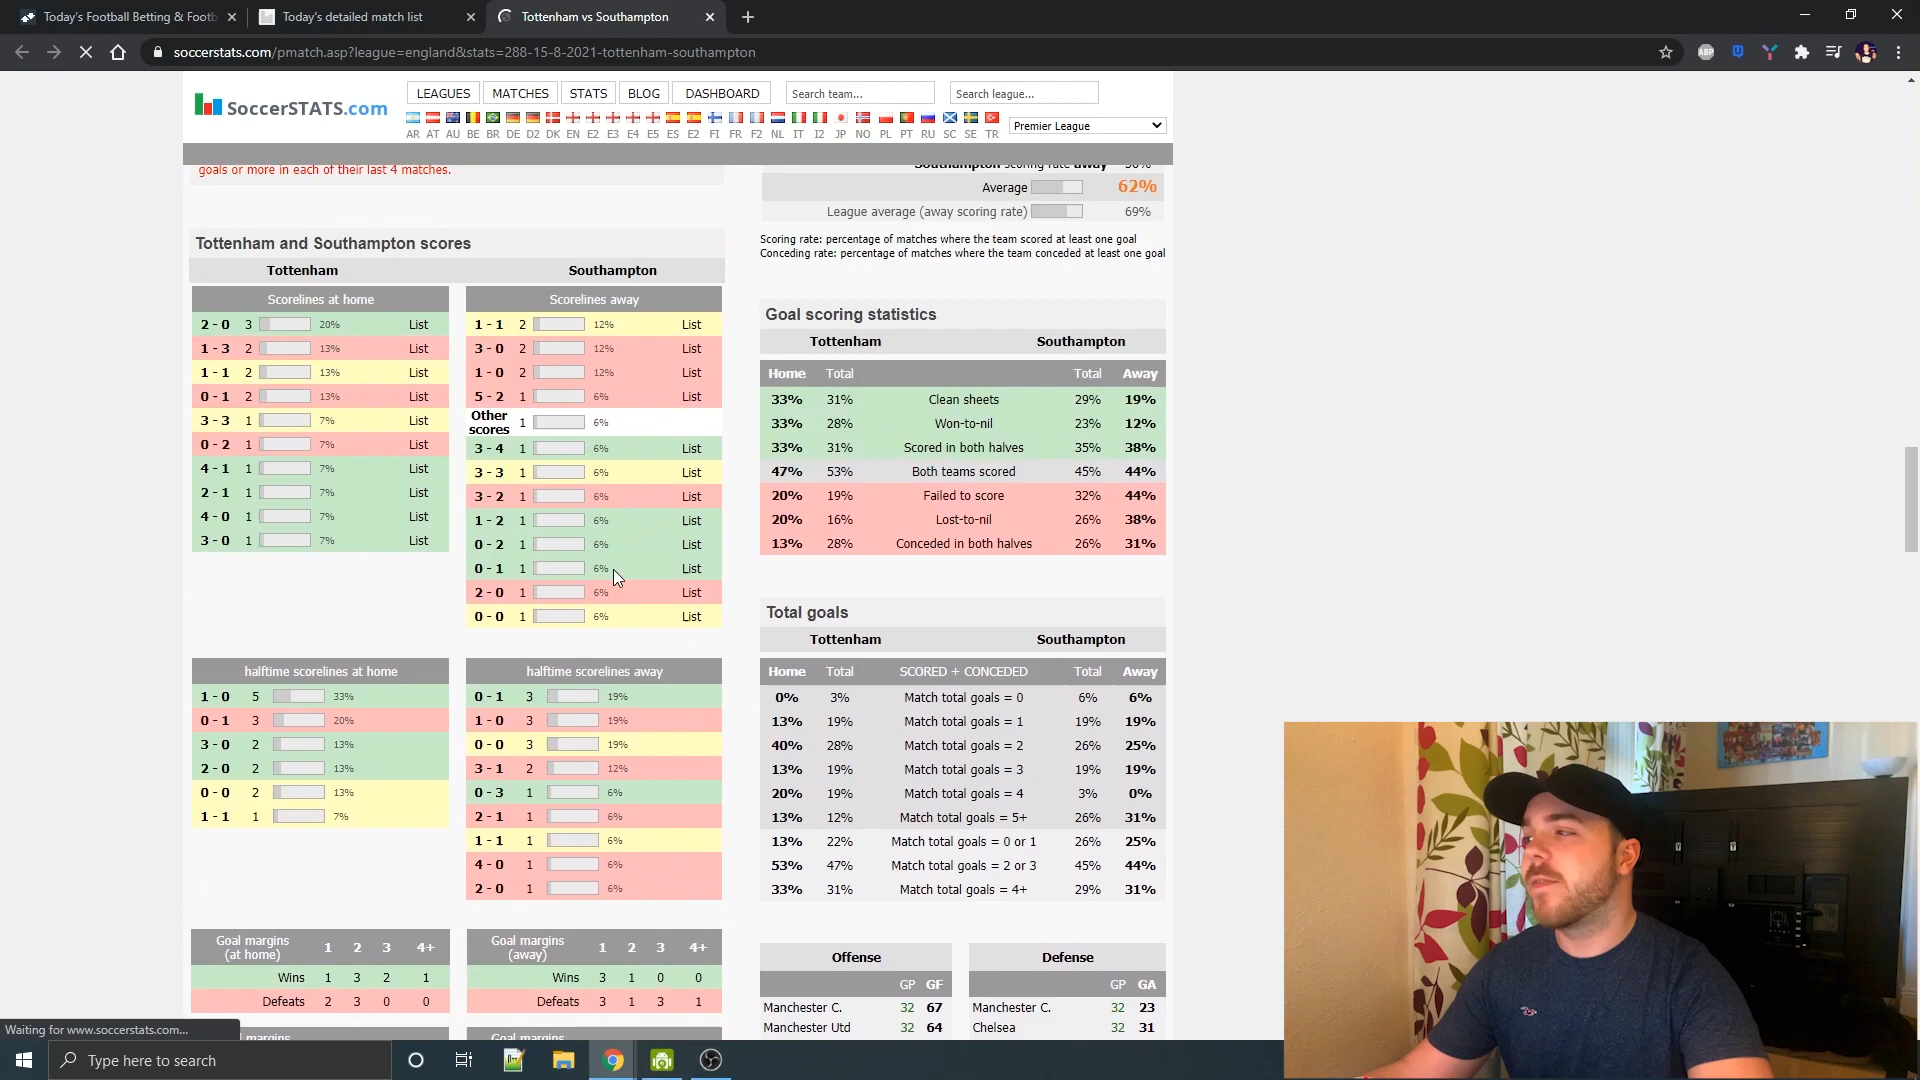 Today's Football Betting & Footb
Today's detailed match list
Tottenham vs Southampton
soccerstats.com/pmatch.asp?league=england&stats=288-15-8-2021-tottenham-southampton
ABP
SoccerSTATS.com
LEAGUES MATCHES STATS BLOG DASHBOARD Search team... Search league...
AR AT AU BE BR DE D2 DK EN E2 E3 E4 E5 ES E2 FI FR F2 NL IT I2 JP NO PL PT RU SC SE TR
Premier League
goals or more in each of their last 4 matches.
Average 62%
League average (away scoring rate) 69%
Scoring rate: percentage of matches where the team scored at least one goal
Conceding rate: percentage of matches where the team conceded at least one goal
Tottenham and Southampton scores
Tottenham Southampton
Scorelines at home
2 - 0 3 20% List
1 - 3 2 13% List
1 - 1 2 13% List
0 - 1 2 13% List
3 - 3 1 7% List
0 - 2 1 7% List
4 - 1 1 7% List
2 - 1 1 7% List
4 - 0 1 7% List
3 - 0 1 7% List
Scorelines away
1 - 1 2 12% List
3 - 0 2 12% List
1 - 0 2 12% List
5 - 2 1 6% List
Other
scores 1 6%
3 - 4 1 6% List
3 - 3 1 6% List
3 - 2 1 6% List
1 - 2 1 6% List
0 - 2 1 6% List
0 - 1 1 6% List
2 - 0 1 6% List
0 - 0 1 6% List
halftime scorelines at home
1 - 0 5 33%
0 - 1 3 20%
3 - 0 2 13%
2 - 0 2 13%
0 - 0 2 13%
1 - 1 1 7%
halftime scorelines away
0 - 1 3 19%
1 - 0 3 19%
0 - 0 3 19%
3 - 1 2 12%
0 - 3 1 6%
2 - 1 1 6%
1 - 1 1 6%
4 - 0 1 6%
2 - 0 1 6%
Goal margins
(at home) 1 2 3 4+
Wins 1 3 2 1
Defeats 2 3 0 0
Goal margins
(away) 1 2 3 4+
Wins 3 1 0 0
Defeats 3 1 3 1
Goal scoring statistics
Tottenham Southampton
Home Total Total Away
33% 31% Clean sheets 29% 19%
33% 28% Won-to-nil 23% 12%
33% 31% Scored in both halves 35% 38%
47% 53% Both teams scored 45% 44%
20% 19% Failed to score 32% 44%
20% 16% Lost-to-nil 26% 38%
13% 28% Conceded in both halves 26% 31%
Total goals
Tottenham Southampton
Home Total SCORED + CONCEDED Total Away
0% 3% Match total goals = 0 6% 6%
13% 19% Match total goals = 1 19% 19%
40% 28% Match total goals = 2 26% 25%
13% 19% Match total goals = 3 19% 19%
20% 19% Match total goals = 4 3% 0%
13% 12% Match total goals = 5+ 26% 31%
13% 22% Match total goals = 0 or 1 26% 25%
53% 47% Match total goals = 2 or 3 45% 44%
33% 31% Match total goals = 4+ 29% 31%
Offense
GP GF
Manchester C. 32 67
Manchester Utd 32 64
Defense
GP GA
Manchester C. 32 23
Chelsea 32 31
Waiting for www.soccerstats.com...
Type here to search